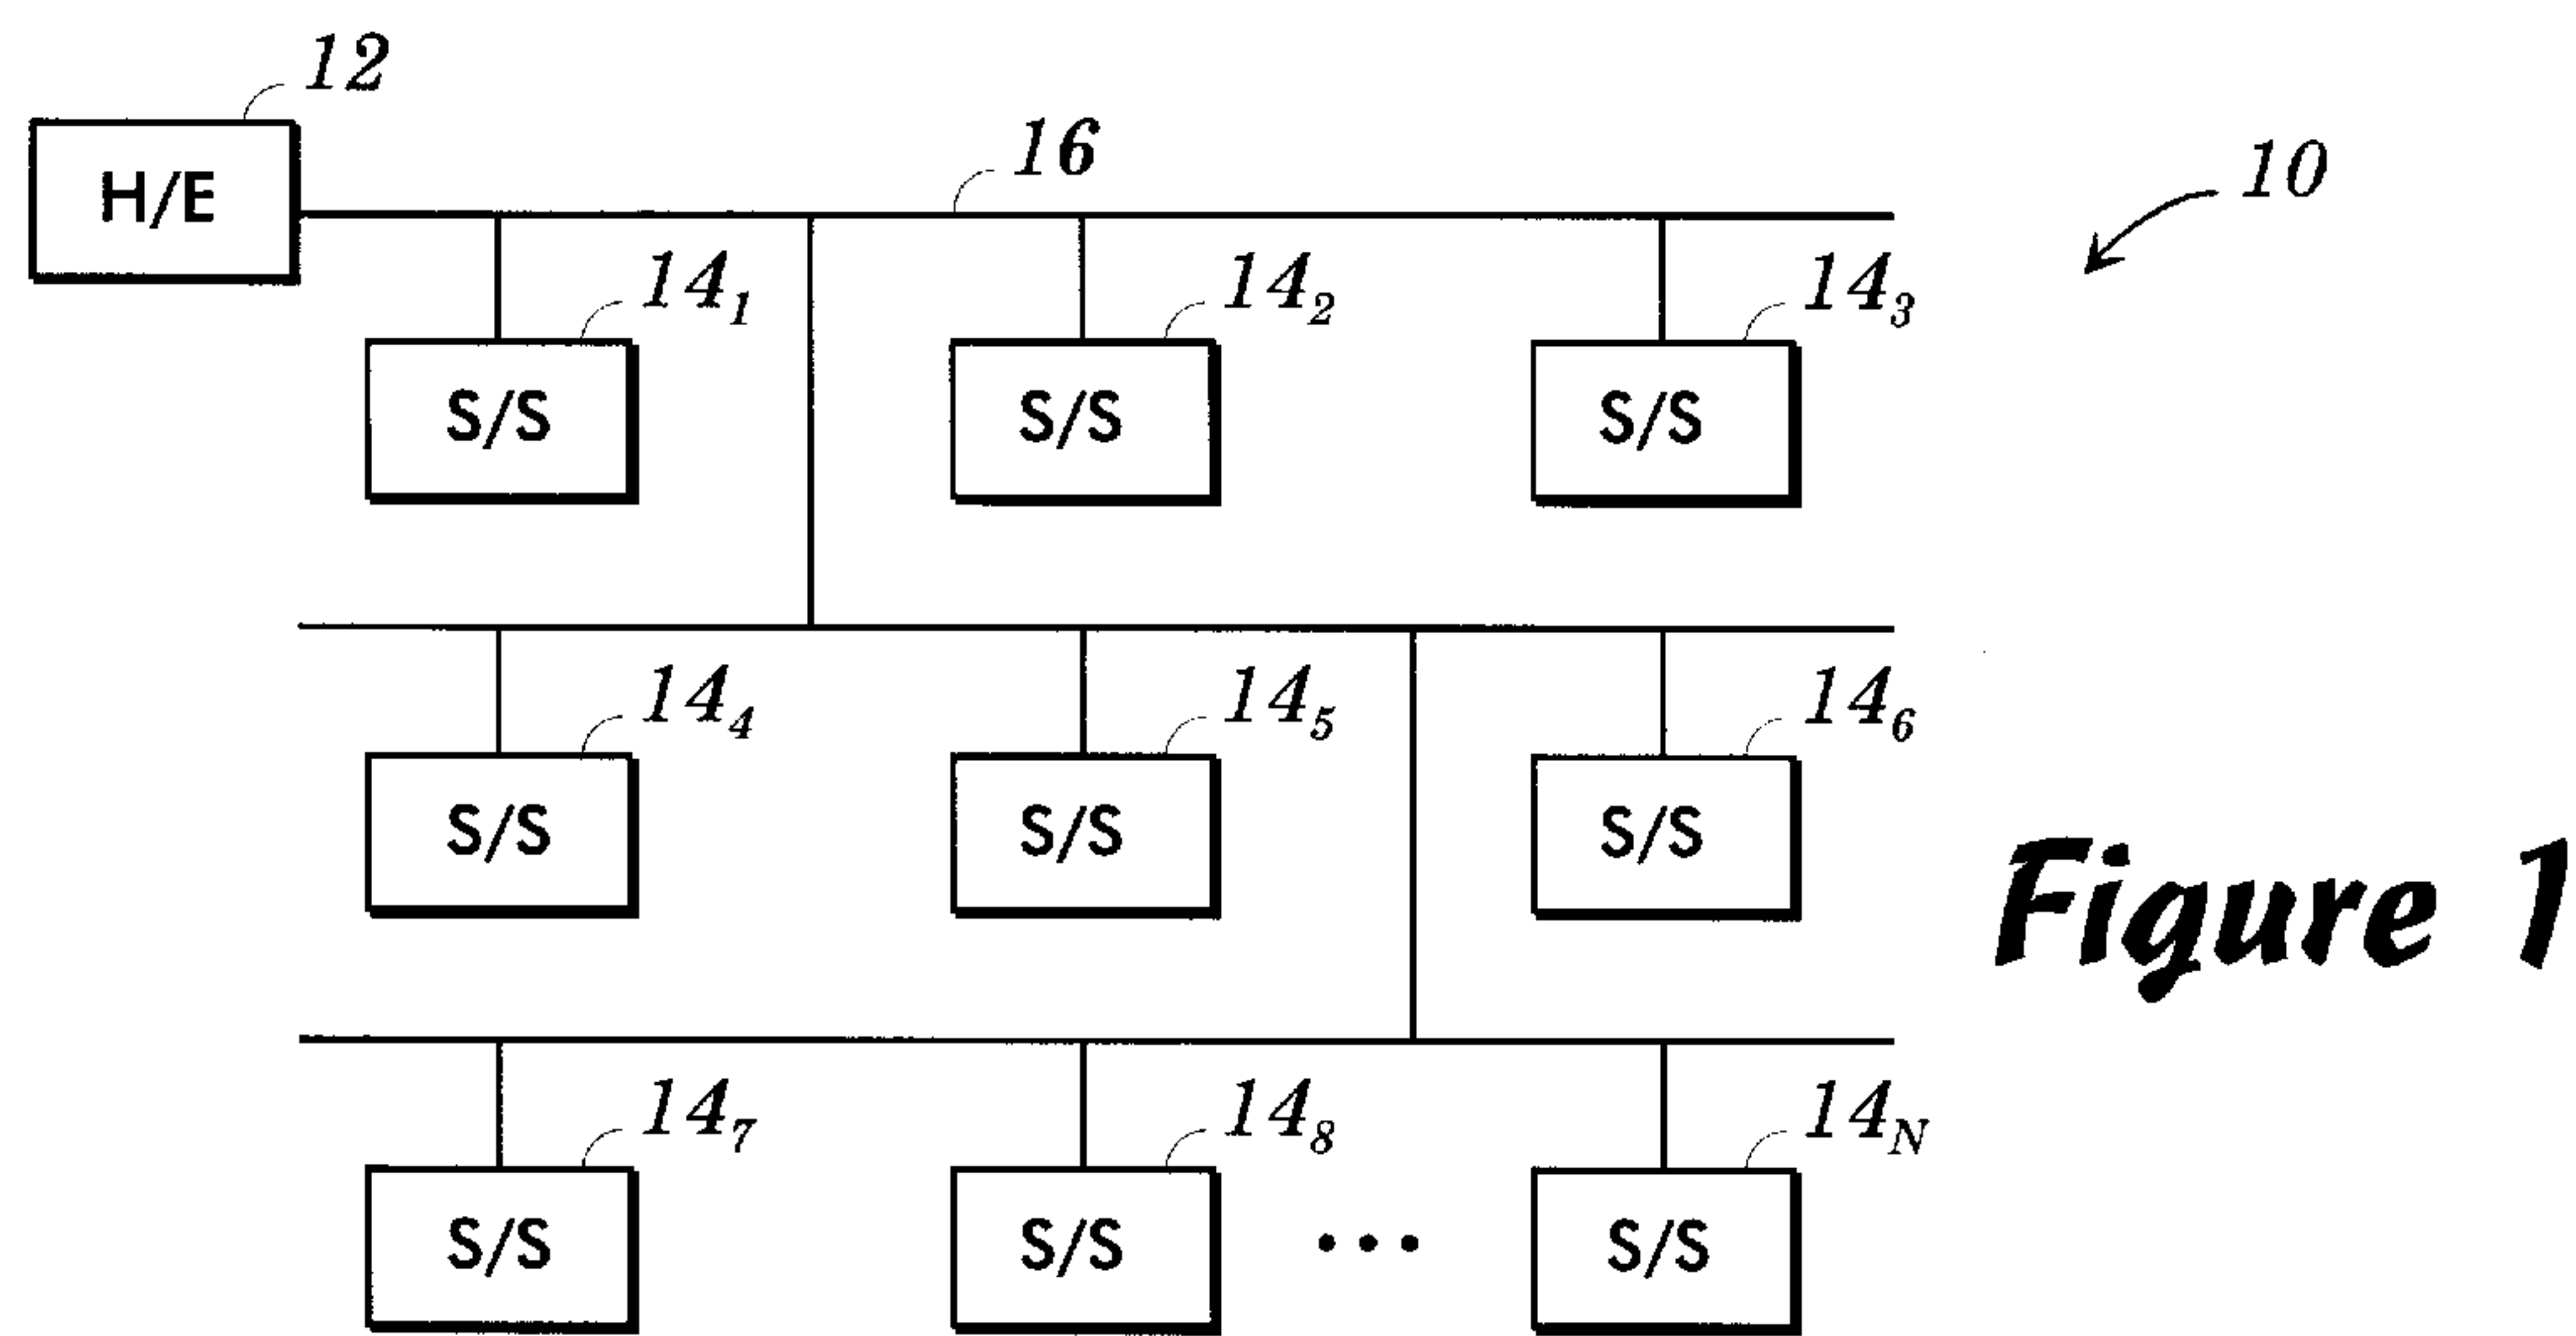 12
H/E
16
10
14₁ 14₂ 14₃
S/S S/S S/S
14₄ 14₅ 14₆
S/S S/S S/S
Figure 1
14₇ 14₈ 14N
S/S S/S ... S/S